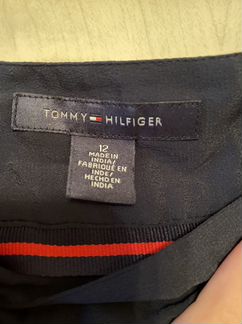 TOMMY HILFIGER
12
MADE IN
INDIA/
FABRIQUÉ EN
INDE/
HECHO EN
INDIA